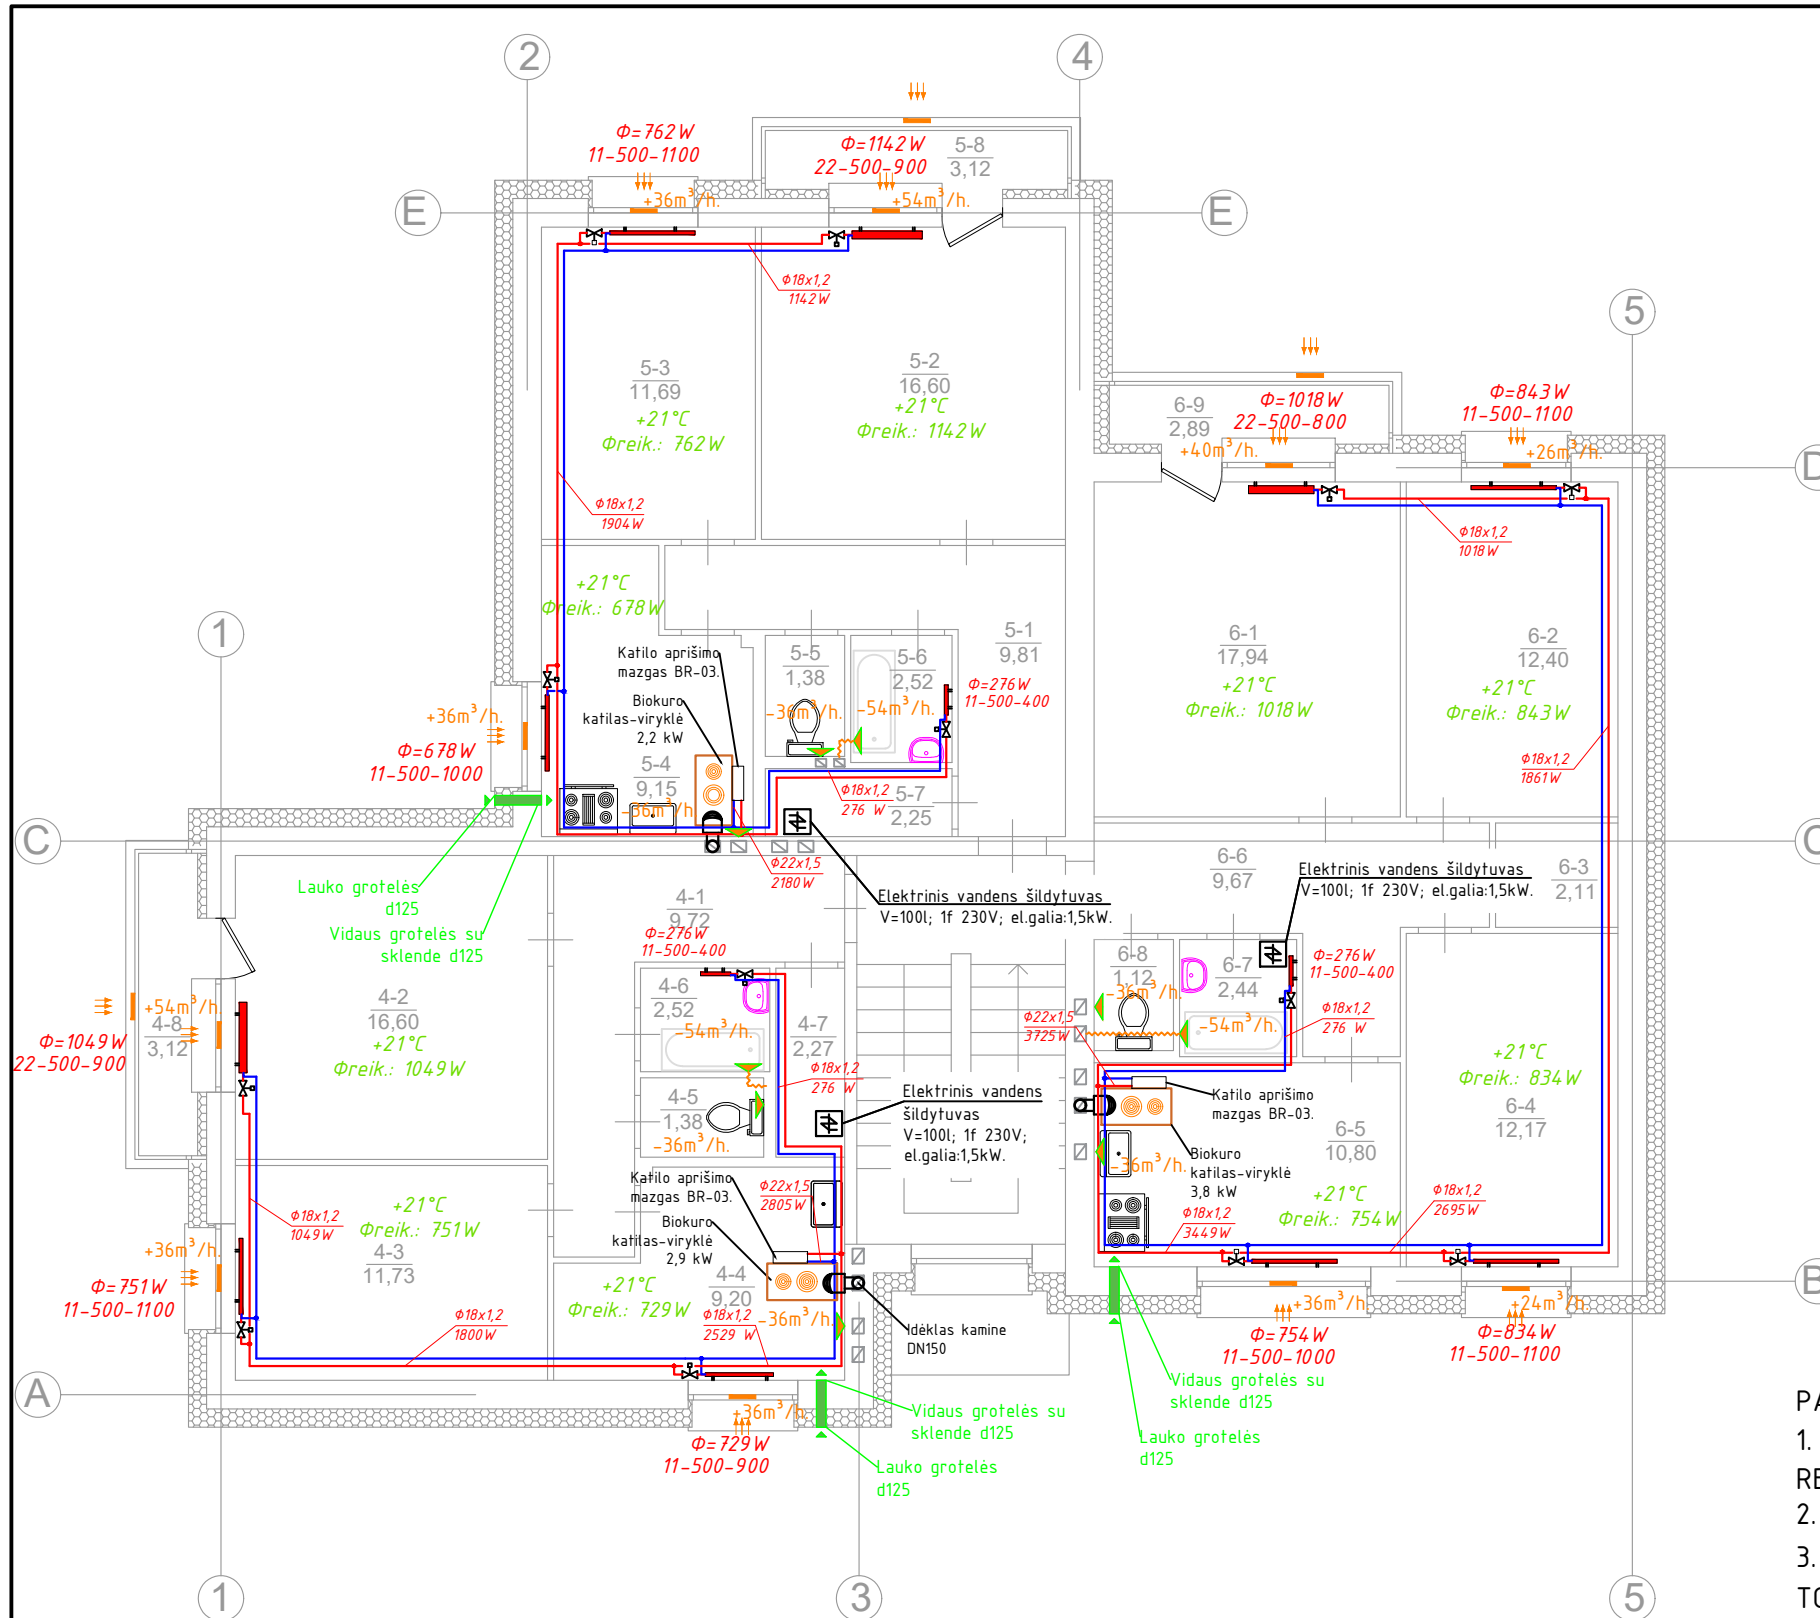 2
4
Φ=762W
11-500-1100
Φ=1142W
22-500-900
5-8
3,12
E
+36m³/h.
+54m³/h.
E
Φ18x1,2
1142W
5
5-3
11,69
+21°C
Φreik.: 762W
5-2
16,60
+21°C
Φreik.: 1142W
6-9
2,89
Φ=1018W
22-500-800
Φ=843W
11-500-1100
+40m³/h.
+26m³/h.
D
Φ18x1,2
1904W
Φ18x1,2
1018W
+21°C
Φreik.: 678W
1
Katilo aprišimo
mazgas BR-03.
5-5
1,38
5-6
2,52
5-1
9,81
6-1
17,94
+21°C
Φreik.: 1018W
6-2
12,40
+21°C
Φreik.: 843W
Φ=276W
11-500-400
Biokuro
katilas-viryklė
2,2 kW
-36m³/h.
-54m³/h.
+36m³/h.
Φ=678W
11-500-1000
5-4
9,15
-36m³/h
Φ18x1,2
276 W
5-7
2,25
Φ18x1,2
1861W
C
C
Φ22x1,5
2180W
Lauko grotelės
d125
Vidaus grotelės su
sklende d125
4-1
9,72
Elektrinis vandens šildytuvas
V=100l; 1f 230V; el.galia:1,5kW.
6-6
9,67
Elektrinis vandens šildytuvas
V=100l; 1f 230V; el.galia:1,5kW.
6-3
2,11
Φ=276W
11-500-400
4-6
2,52
-54m³/h.
4-7
2,27
6-8
1,12
-36m³/h.
6-7
2,44
-54m³/h.
Φ=276W
11-500-400
Φ18x1,2
276 W
Φ22x1,5
3725W
+54m³/h.
4-8
3,12
Φ=1049W
22-500-900
4-2
16,60
+21°C
Φreik.: 1049W
Φ18x1,2
276 W
4-5
1,38
-36m³/h.
Elektrinis vandens
šildytuvas
V=100l; 1f 230V;
el.galia:1,5kW.
Katilo aprišimo
mazgas BR-03.
+21°C
Φreik.: 834W
6-4
12,17
6-5
10,80
-36m³/h.
Biokuro
katilas-viryklė
3,8 kW
+21°C
Φreik.: 754W
Φ18x1,2
3449W
Φ18x1,2
2695W
Katilo aprišimo
mazgas BR-03.
Φ22x1,5
2805W
Biokuro
katilas-viryklė
2,9 kW
+21°C
Φreik.: 751W
4-3
11,73
Φ18x1,2
1049W
+36m³/h.
Φ=751W
11-500-1100
+21°C
Φreik.: 729W
4-4
9,20
-36m³/h.
Φ18x1,2
2529 W
Φ18x1,2
1800W
Idėklas kamine
DN150
B
+36m³/h
+24m³/h.
Φ=754W
11-500-1000
Φ=834W
11-500-1100
A
+36m³/h.
Φ=729W
11-500-900
Vidaus grotelės su
sklende d125
Lauko grotelės
d125
Vidaus grotelės su
sklende d125
Lauko grotelės
d125
1.
2.
3.
1
3
5